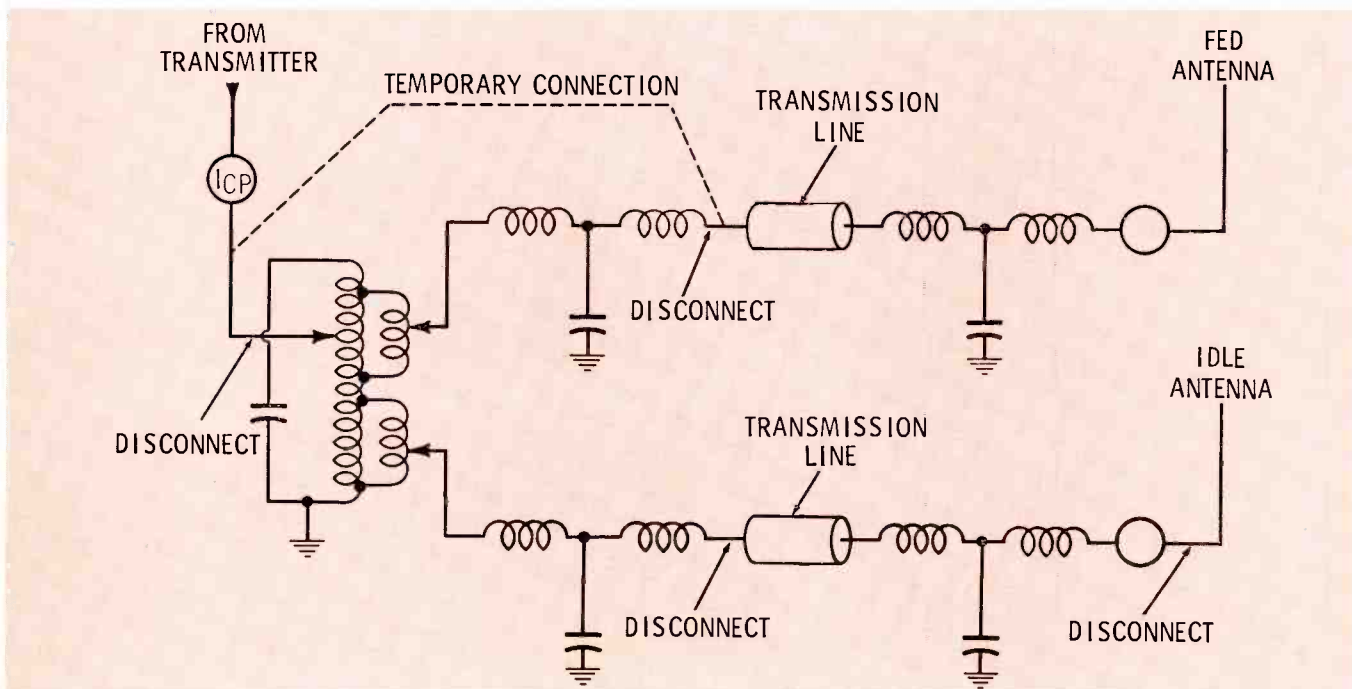 FROM
TRANSMITTER
TEMPORARY CONNECTION
TRANSMISSION
LINE
FED
ANTENNA
ICP
DISCONNECT
DISCONNECT
IDLE
ANTENNA
TRANSMISSION
LINE
DISCONNECT
DISCONNECT